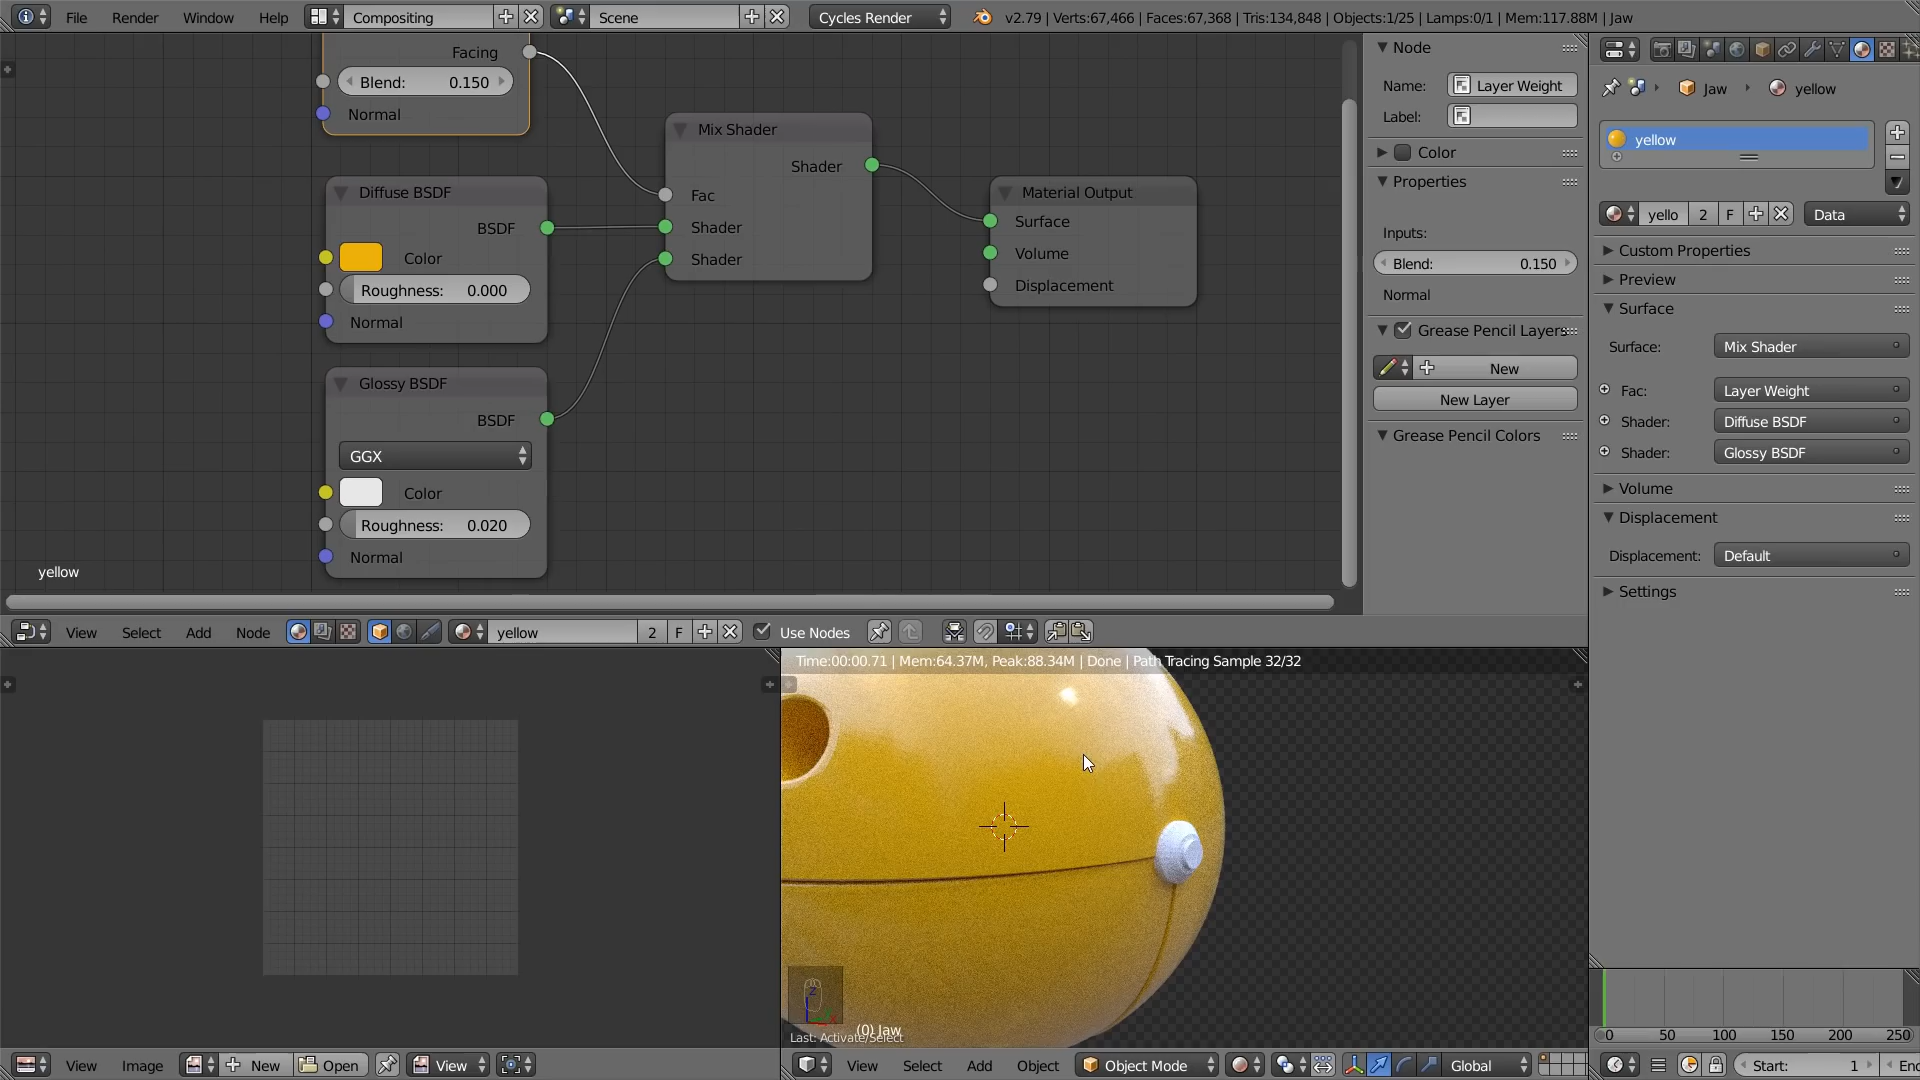 File Render Window Help Compositing Scene Cycles Render v2.79 | Verts:67,466 | Faces:67,368 | Tris:134,848 | Objects:1/25 | Lamps:0/1 | Mem:117.88M | Jaw
Facing
Blend: 0.150
Normal
Diffuse BSDF
BSDF
Color
Roughness: 0.000
Normal
Glossy BSDF
BSDF
GGX
Color
Roughness: 0.020
Normal
Mix Shader
Shader
Fac
Shader
Shader
Material Output
Surface
Volume
Displacement
yellow
Node
Name: Layer Weight
Label:
Color
Properties
Inputs:
Blend: 0.150
Normal
Grease Pencil Layers
New
New Layer
Grease Pencil Colors
Jaw yellow
yellow
yello 2 F Data
Custom Properties
Preview
Surface
Surface: Mix Shader
Fac: Layer Weight
Shader: Diffuse BSDF
Shader: Glossy BSDF
Volume
Displacement
Displacement: Default
Settings
View Select Add Node yellow 2 F Use Nodes
Time:00:00.71 | Mem:64.37M, Peak:88.34M | Done | Path Tracing Sample 32/32
Z
(0) Jaw
Last: Activate/Select
0 50 100 150 200 250
View Image New Open View
View Select Add Object Object Mode Global
Start: 1